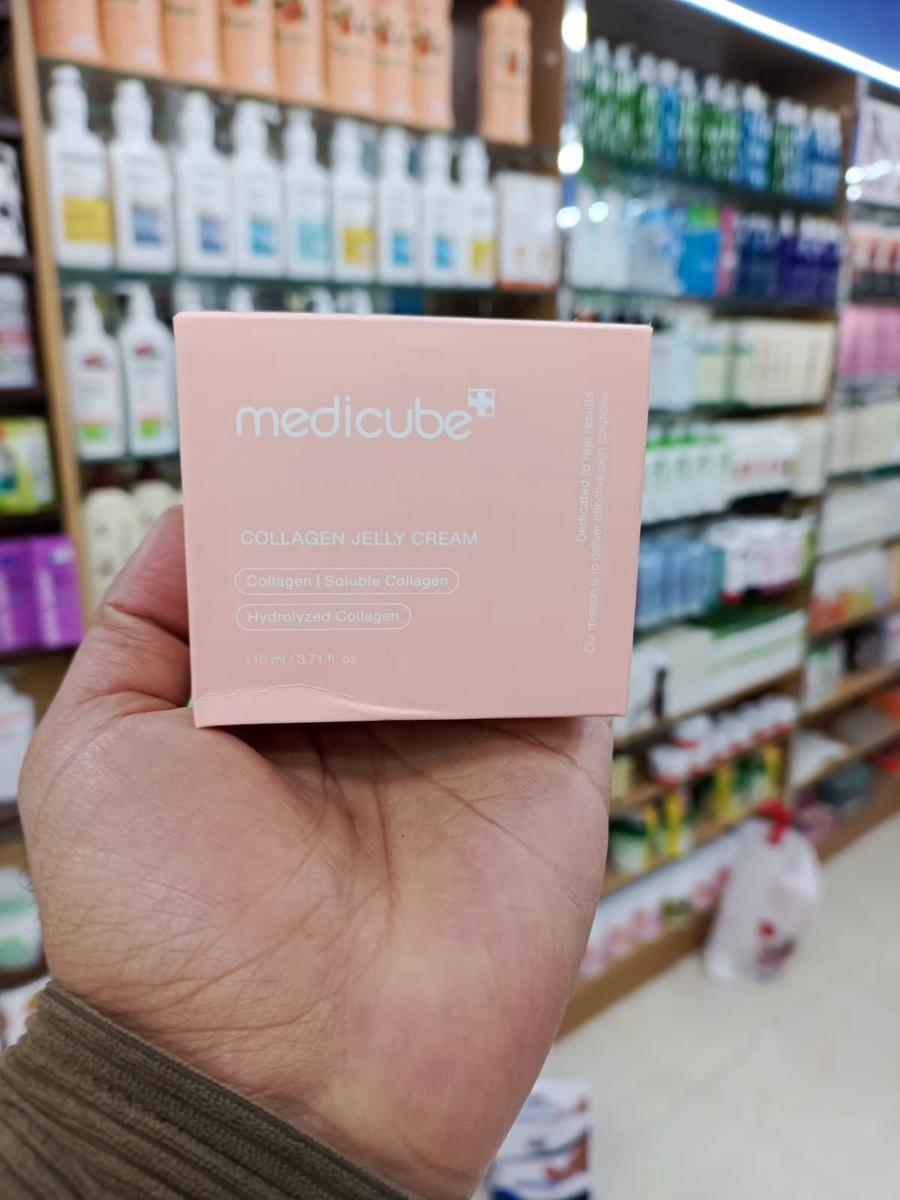 medicube
COLLAGEN JELLY CREAM
Collagen | Soluble Collagen
Hydrolyzed Collagen
110 ml / 3.71 fl. oz.
Dedicated to real results
Our mission is to deliver effective skin solutions